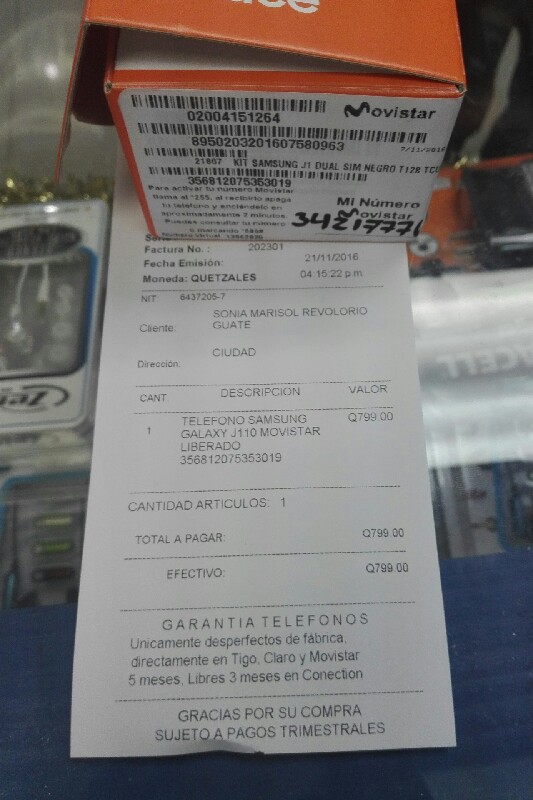 Movistar
02004151264
8950203201607580963
7/11/201
21867 KIT SAMSUNG J1 DUAL SIM NEGRO T128 TC
356812075353019
Para activar tu número Movistar
llama al *255, al recibirlo apaga
tu teléfono y enciéndelo en
aproximadamente 2 minutos.
Puedes consultar tu número
Mi Número
Movistar
34217771
Factura No. : 202301
Fecha Emisión: 21/11/2016
Moneda: QUETZALES 04:15:22 p.m.
NIT: 6437205-7
Cliente: SONIA MARISOL REVOLORIO
GUATE
Dirección: CIUDAD
CANT. DESCRIPCION VALOR
1 TELEFONO SAMSUNG Q799.00
GALAXY J110 MOVISTAR
LIBERADO
356812075353019
CANTIDAD ARTICULOS: 1
TOTAL A PAGAR: Q799.00
EFECTIVO: Q799.00
GARANTIA TELEFONOS
Unicamente desperfectos de fábrica,
directamente en Tigo, Claro y Movistar
5 meses, Libres 3 meses en Conection
GRACIAS POR SU COMPRA
SUJETO A PAGOS TRIMESTRALES